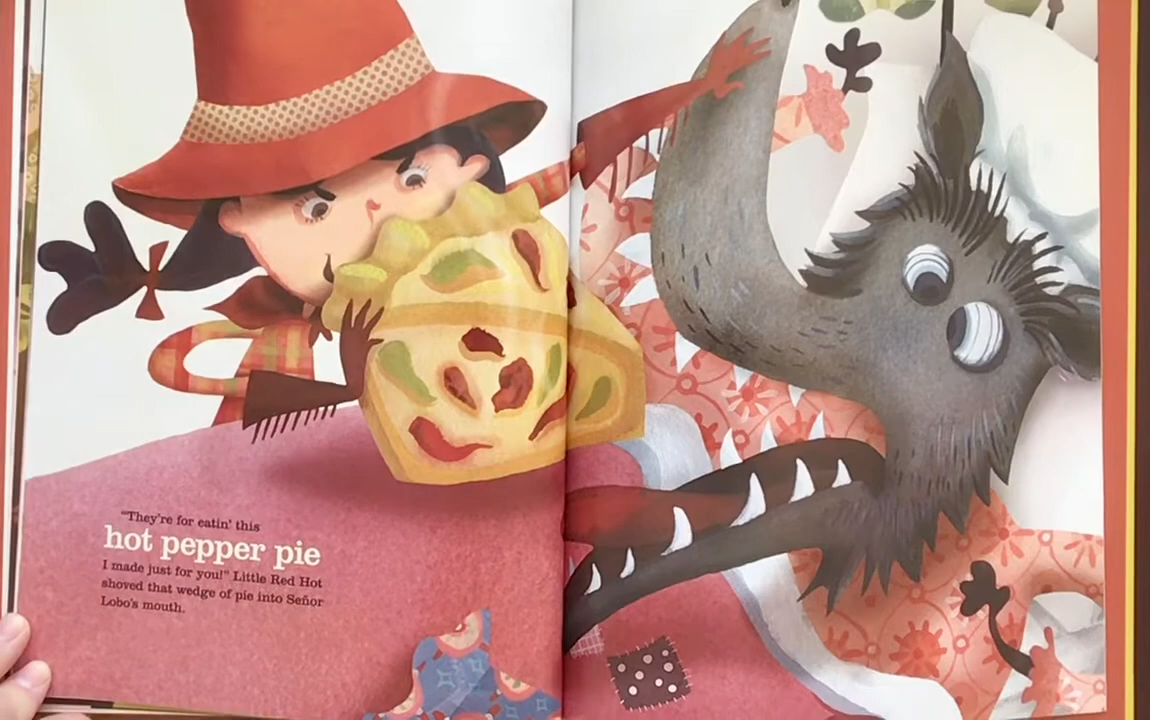 "They're for eatin' this
hot pepper pie
I made just for you!" Little Red Hot
shoved that wedge of pie into Señor
Lobo's mouth.